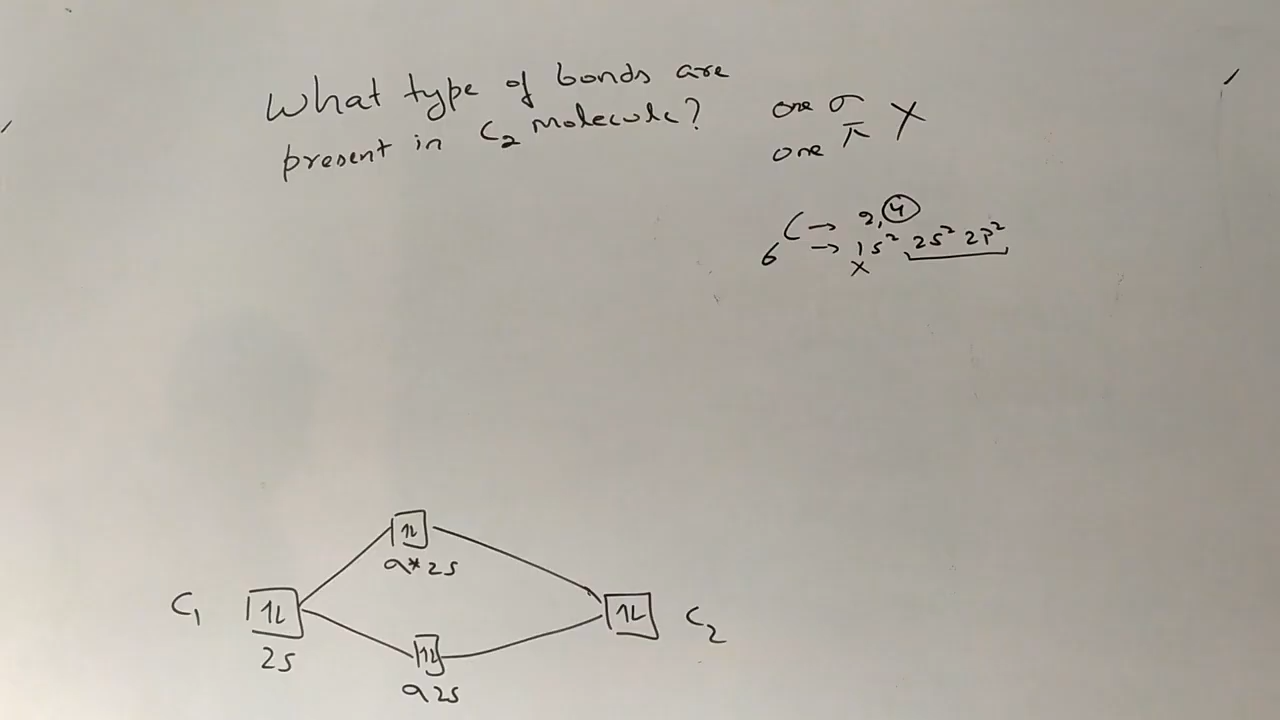 What type of bonds are
present in C₂ molecule?
one σ
one π X
₆C → 2,4
→ 1s² 2s² 2p²
X
1L
σ*2s
C₁ 1L 1L C₂
2s
1L
σ2s